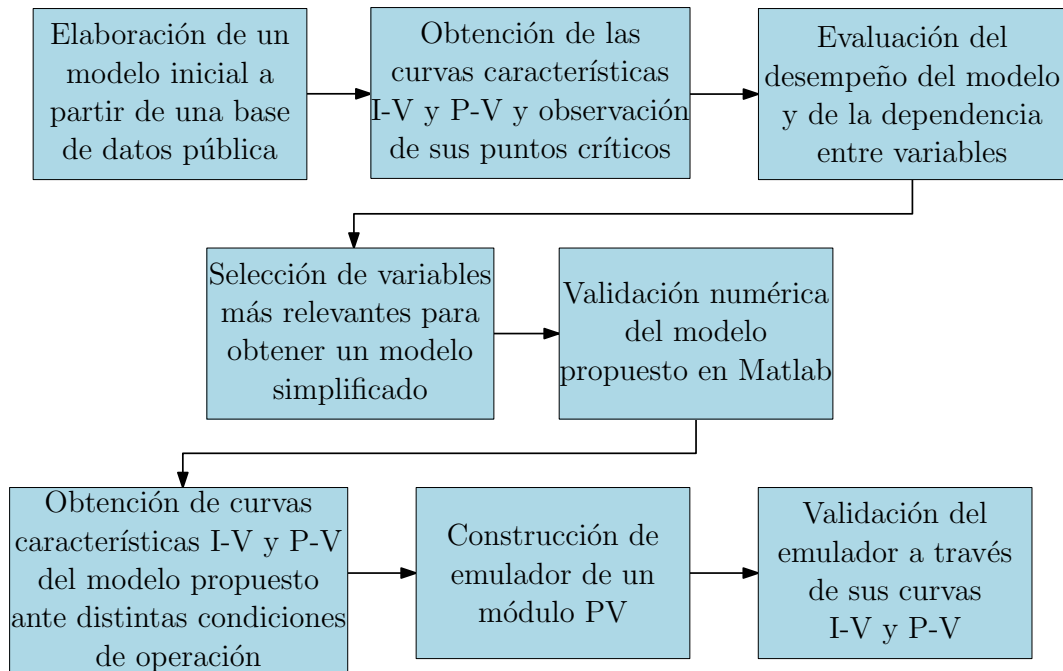 Elaboración de un
modelo inicial a
partir de una base
de datos pública
Obtención de las
curvas características
I-V y P-V y observación
de sus puntos críticos
Evaluación del
desempeño del modelo
y de la dependencia
entre variables
Selección de variables
más relevantes para
obtener un modelo
simplificado
Validación numérica
del modelo
propuesto en Matlab
Obtención de curvas
características I-V y P-V
del modelo propuesto
ante distintas condiciones
de operación
Construcción de
emulador de un
módulo PV
Validación del
emulador a través
de sus curvas
I-V y P-V